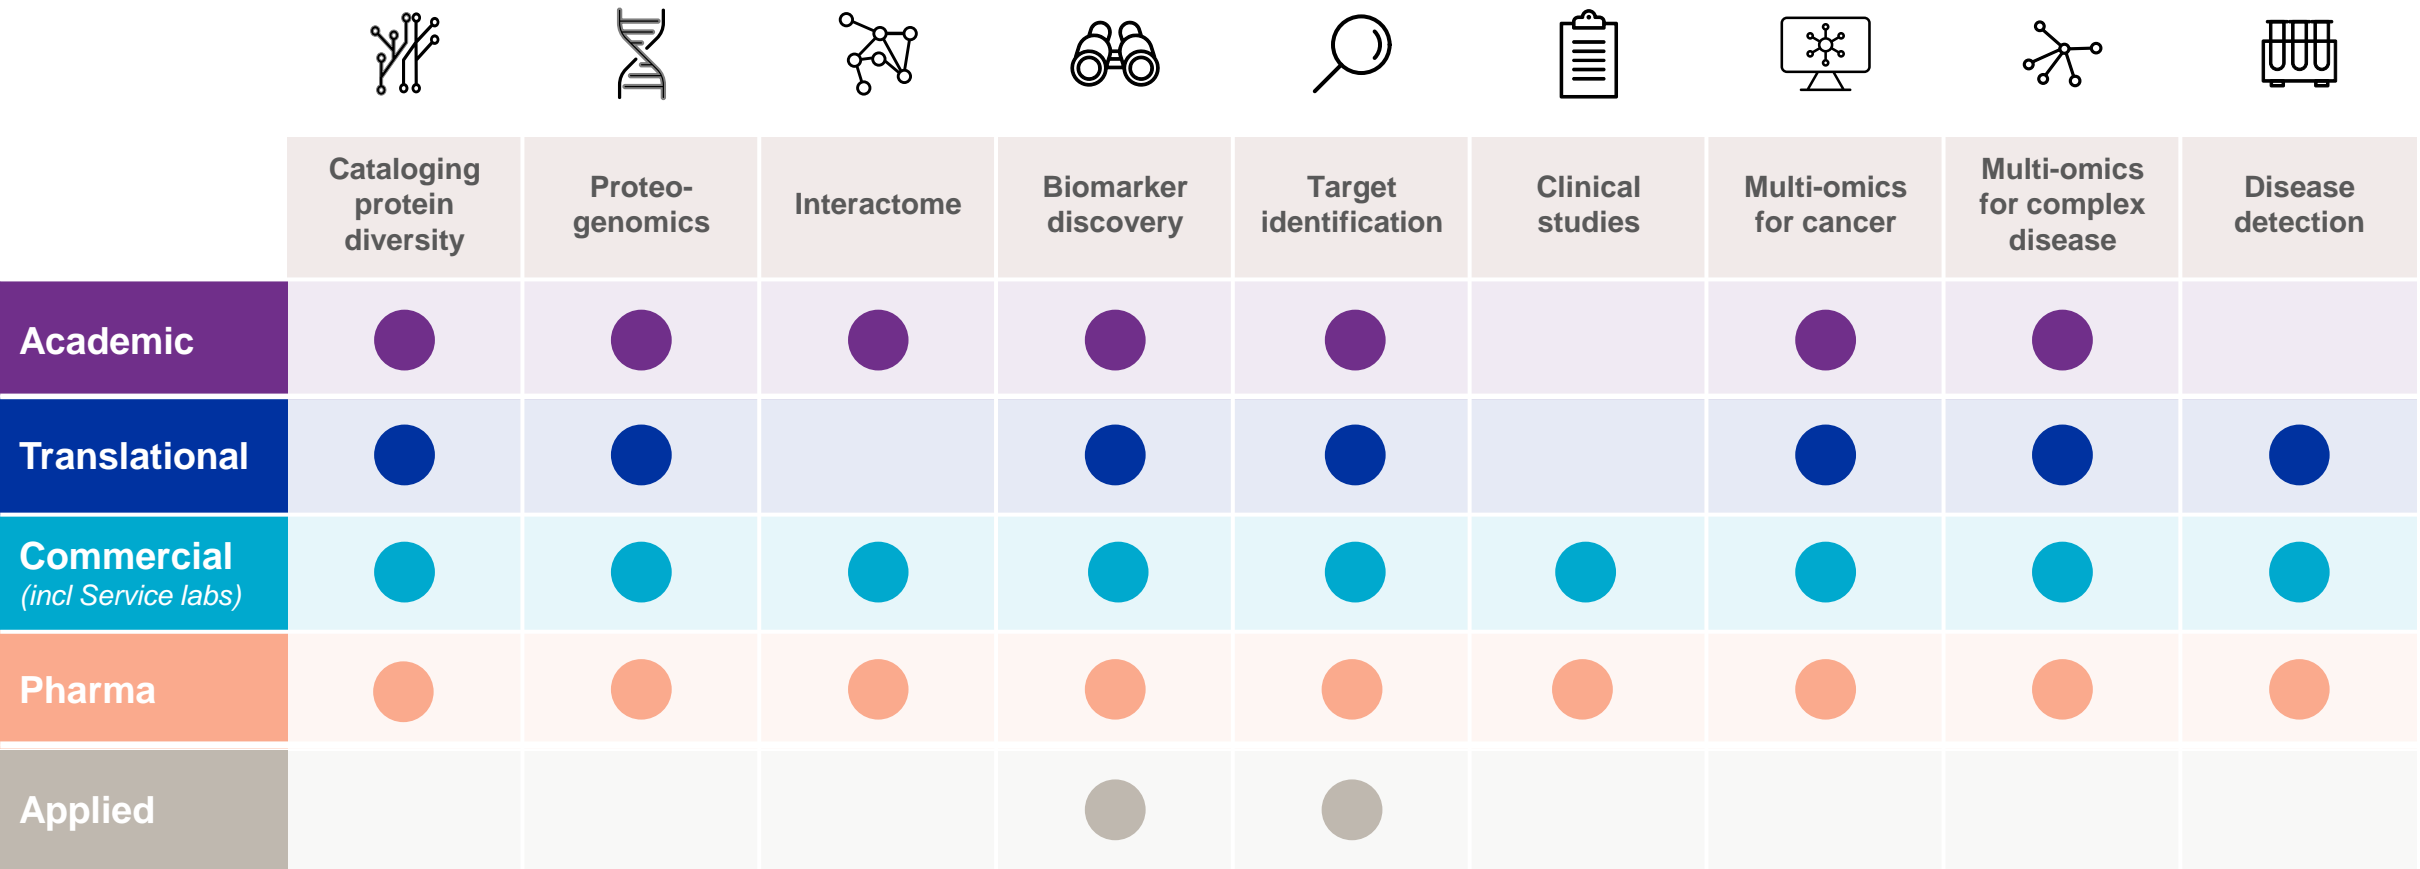 Cataloging
protein
diversity
Proteo-
genomics
Interactome
Biomarker
discovery
Target
identification
Clinical
studies
Multi-omics
for cancer
Multi-omics
for complex
disease
Disease
detection
Academic
Translational
Commercial
(incl Service labs)
Pharma
Applied